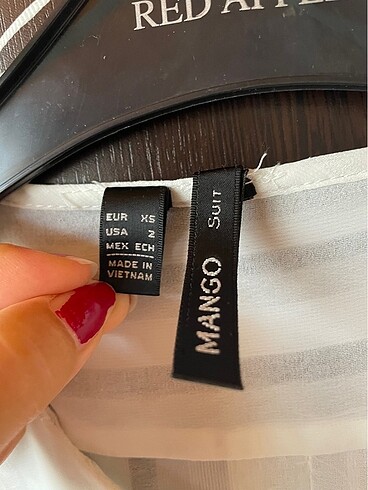 RED APPLE
EUR XS
USA 2
MEX ECH
MADE IN
VIETNAM
MANGO SUIT